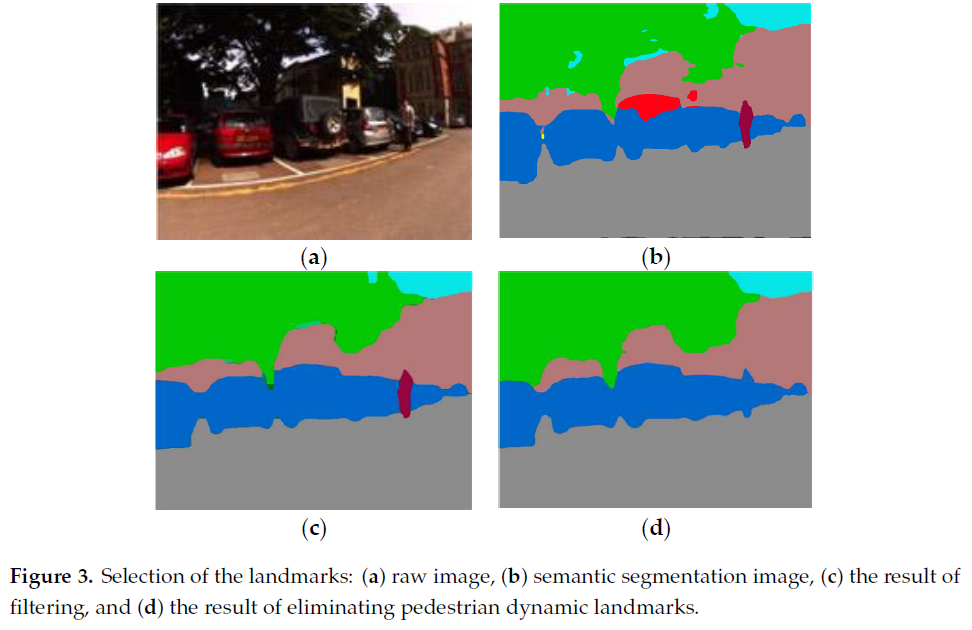 (a)
(b)
(c)
(d)
Figure 3. Selection of the landmarks: (a) raw image, (b) semantic segmentation image, (c) the result of
filtering, and (d) the result of eliminating pedestrian dynamic landmarks.